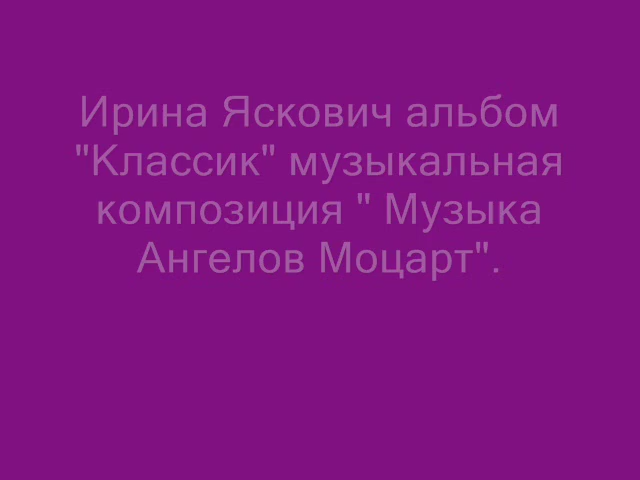 Ирина Яскович альбом
"Классик" музыкальная
композиция " Музыка
Ангелов Моцарт".